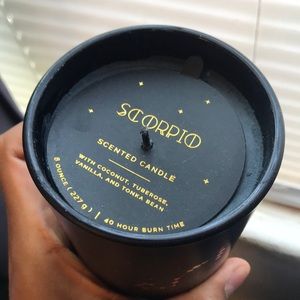 SCORPIO
SCENTED CANDLE
WITH COCONUT, TUBEROSE,
VANILLA, AND TONKA BEAN
8 OUNCE (227 g) | 40 HOUR BURN TIME